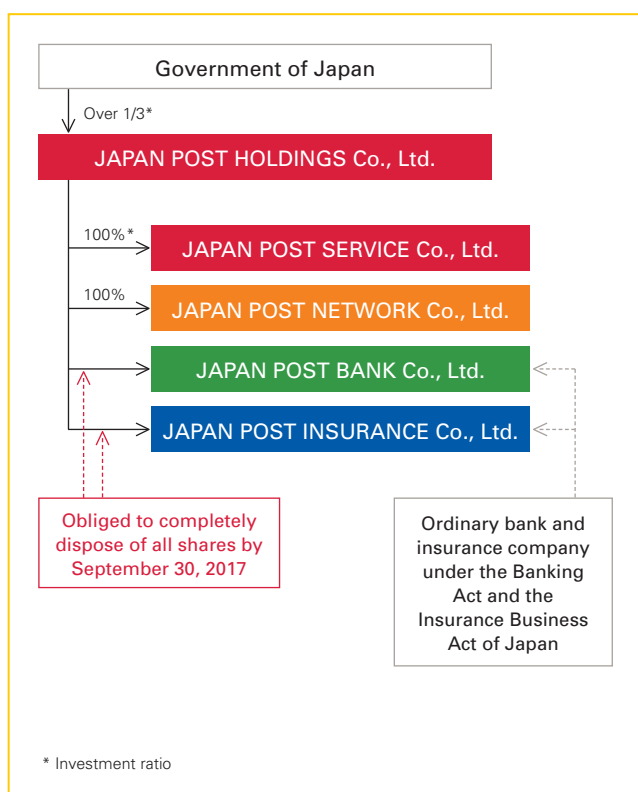 Government of Japan
Over 1/3*
JAPAN POST HOLDINGS Co., Ltd.
100%*
JAPAN POST SERVICE Co., Ltd.
100%
JAPAN POST NETWORK Co., Ltd.
JAPAN POST BANK Co., Ltd.
JAPAN POST INSURANCE Co., Ltd.
Obliged to completely
dispose of all shares by
September 30, 2017
Ordinary bank and
insurance company
under the Banking
Act and the
Insurance Business
Act of Japan
* Investment ratio